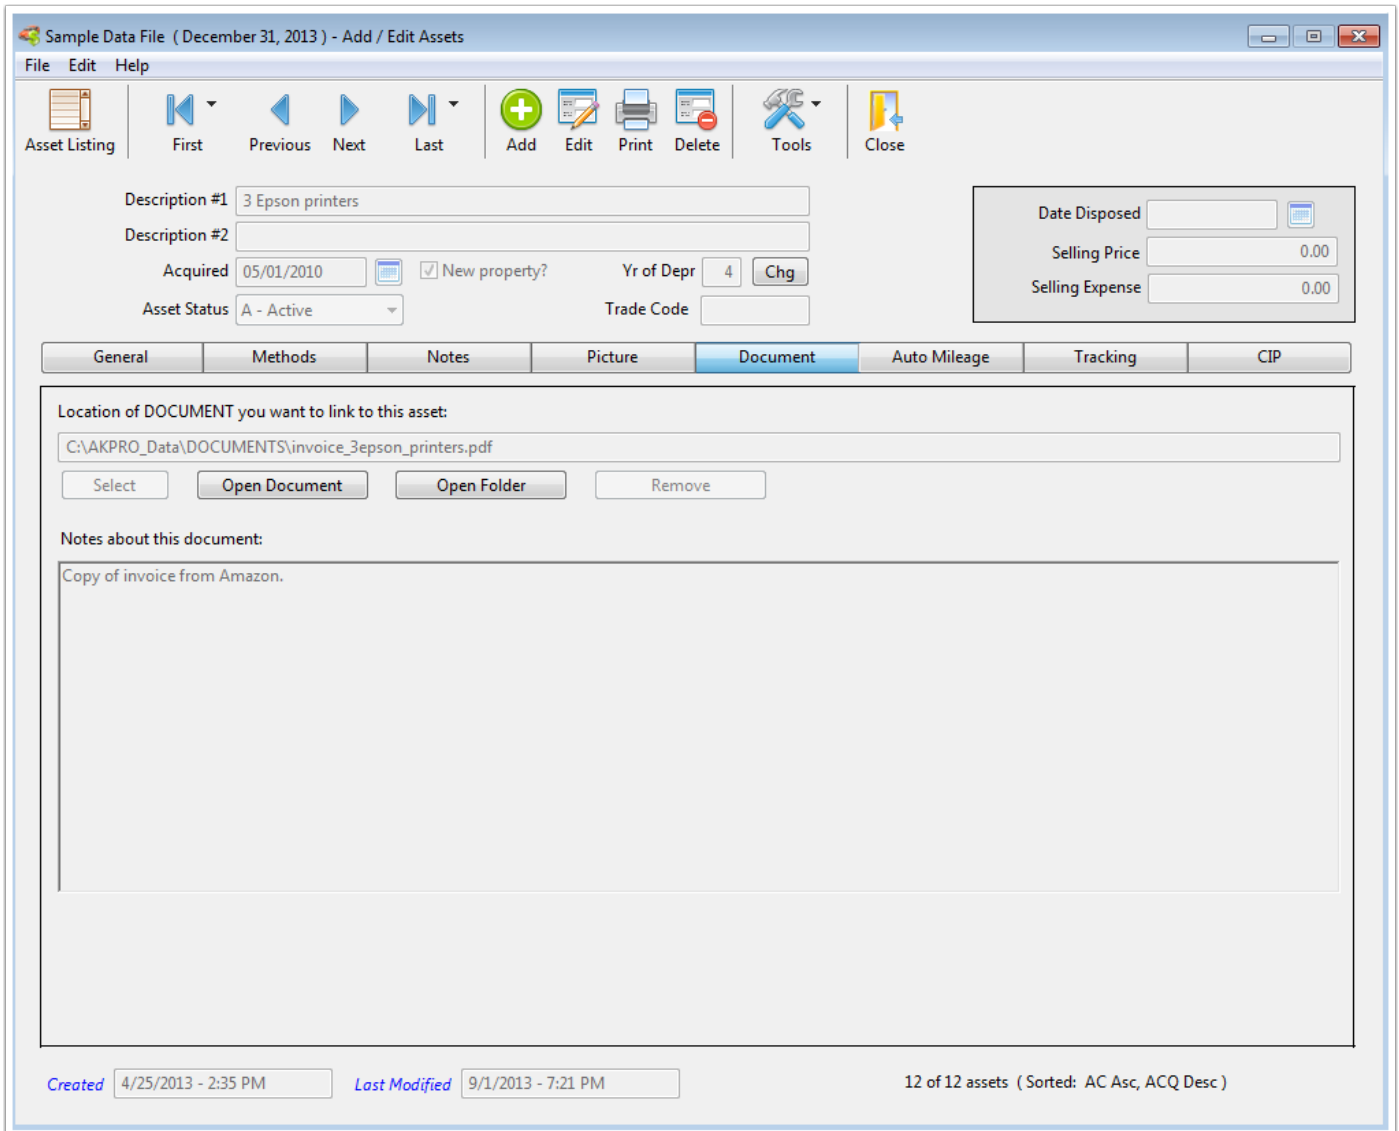 Sample Data File ( December 31, 2013 ) - Add / Edit Assets
File Edit Help
Asset Listing First Previous Next Last Add Edit Print Delete Tools Close
Description #1 3 Epson printers
Description #2
Acquired 05/01/2010 New property? Yr of Depr 4 Chg
Asset Status A - Active Trade Code
Date Disposed
Selling Price 0.00
Selling Expense 0.00
General Methods Notes Picture Document Auto Mileage Tracking CIP
Location of DOCUMENT you want to link to this asset:
C:\AKPRO_Data\DOCUMENTS\invoice_3epson_printers.pdf
Select Open Document Open Folder Remove
Notes about this document:
Copy of invoice from Amazon.
Created 4/25/2013 - 2:35 PM Last Modified 9/1/2013 - 7:21 PM 12 of 12 assets ( Sorted: AC Asc, ACQ Desc )